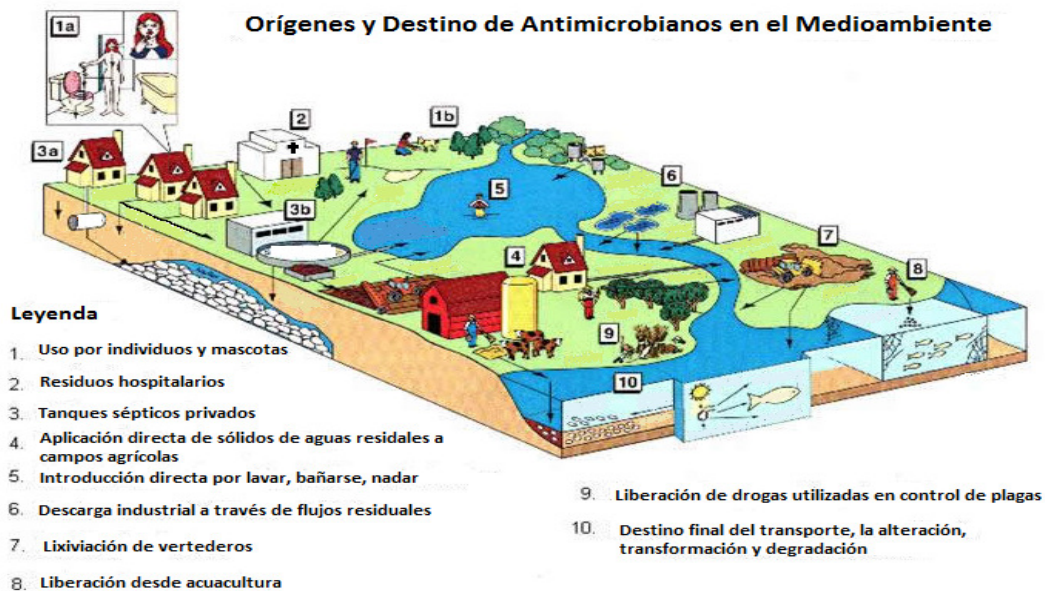 Orígenes y Destino de Antimicrobianos en el Medioambiente
1a
2
1b
3a
3b
5
6
4
7
8
9
10
Leyenda
1. Uso por individuos y mascotas
2. Residuos hospitalarios
3. Tanques sépticos privados
4. Aplicación directa de sólidos de aguas residales a
campos agrícolas
5. Introducción directa por lavar, bañarse, nadar
6. Descarga industrial a través de flujos residuales
7. Lixiviación de vertederos
8. Liberación desde acuacultura
9. Liberación de drogas utilizadas en control de plagas
10. Destino final del transporte, la alteración,
transformación y degradación